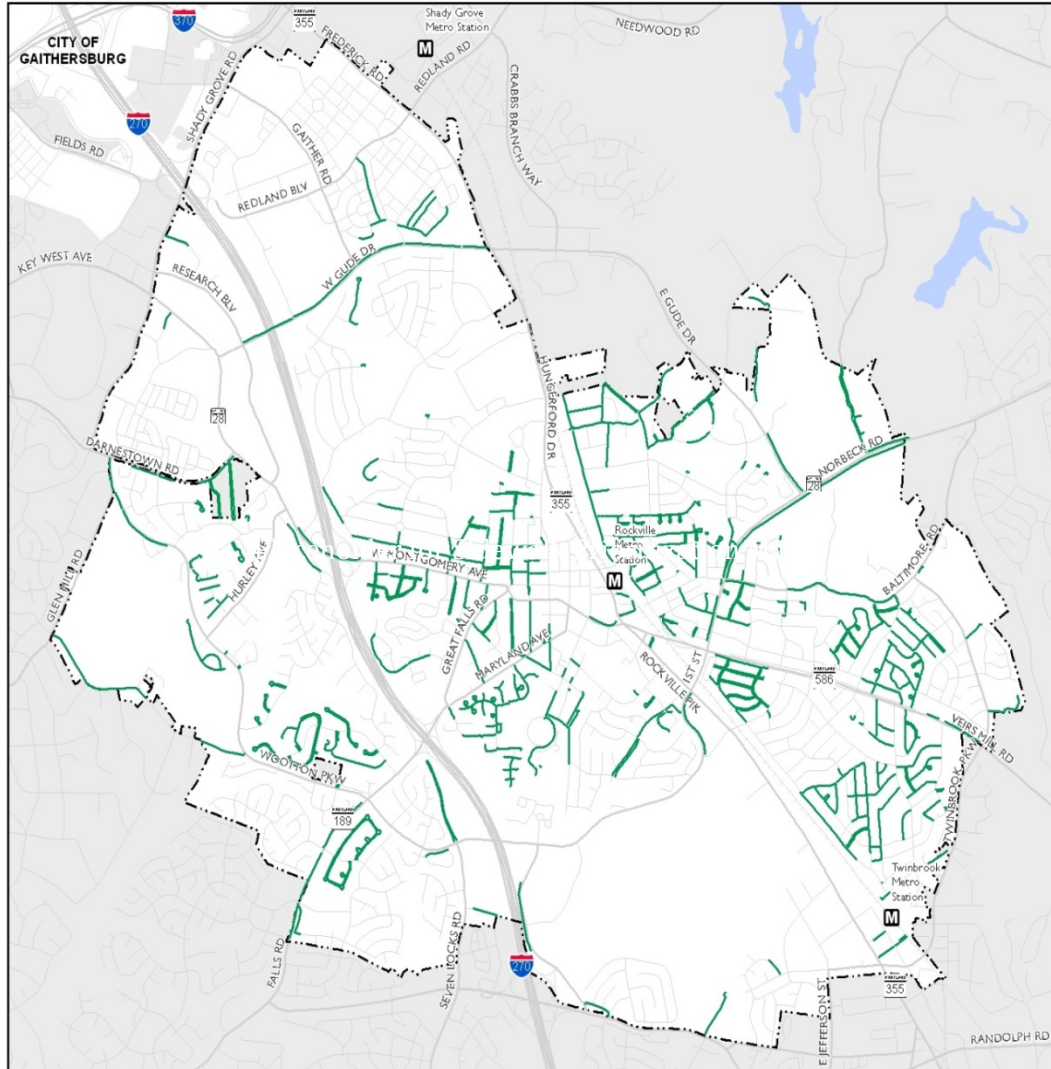 370
355
Shady Grove
Metro Station
M
NEEDWOOD RD
CITY OF
GAITHERSBURG
FREDERICK RD
REDLAND RD
SHADY GROVE RD
CRABBS BRANCH WAY
270
FIELDS RD
GAITHER RD
REDLAND BLV
KEY WEST AVE
RESEARCH BLV
W GUDE DR
E GUDE DR
HUNGERFORD DR
28
DARNESTOWN RD
NORBECK RD
28
355
Rockville
Metro
Station
M
W MONTGOMERY AVE
HURLEY AVE
GLEN MILL RD
BALTIMORE RD
GREAT FALLS RD
MARYLAND AVE
1ST ST
ROCKVILLE PIK
586
VEIRS MILL RD
WOOTTON PKW
TWINBROOK PKW
189
Twinbrook
Metro
Station
M
FALLS RD
SEVEN LOCKS RD
270
355
E JEFFERSON ST
RANDOLPH RD